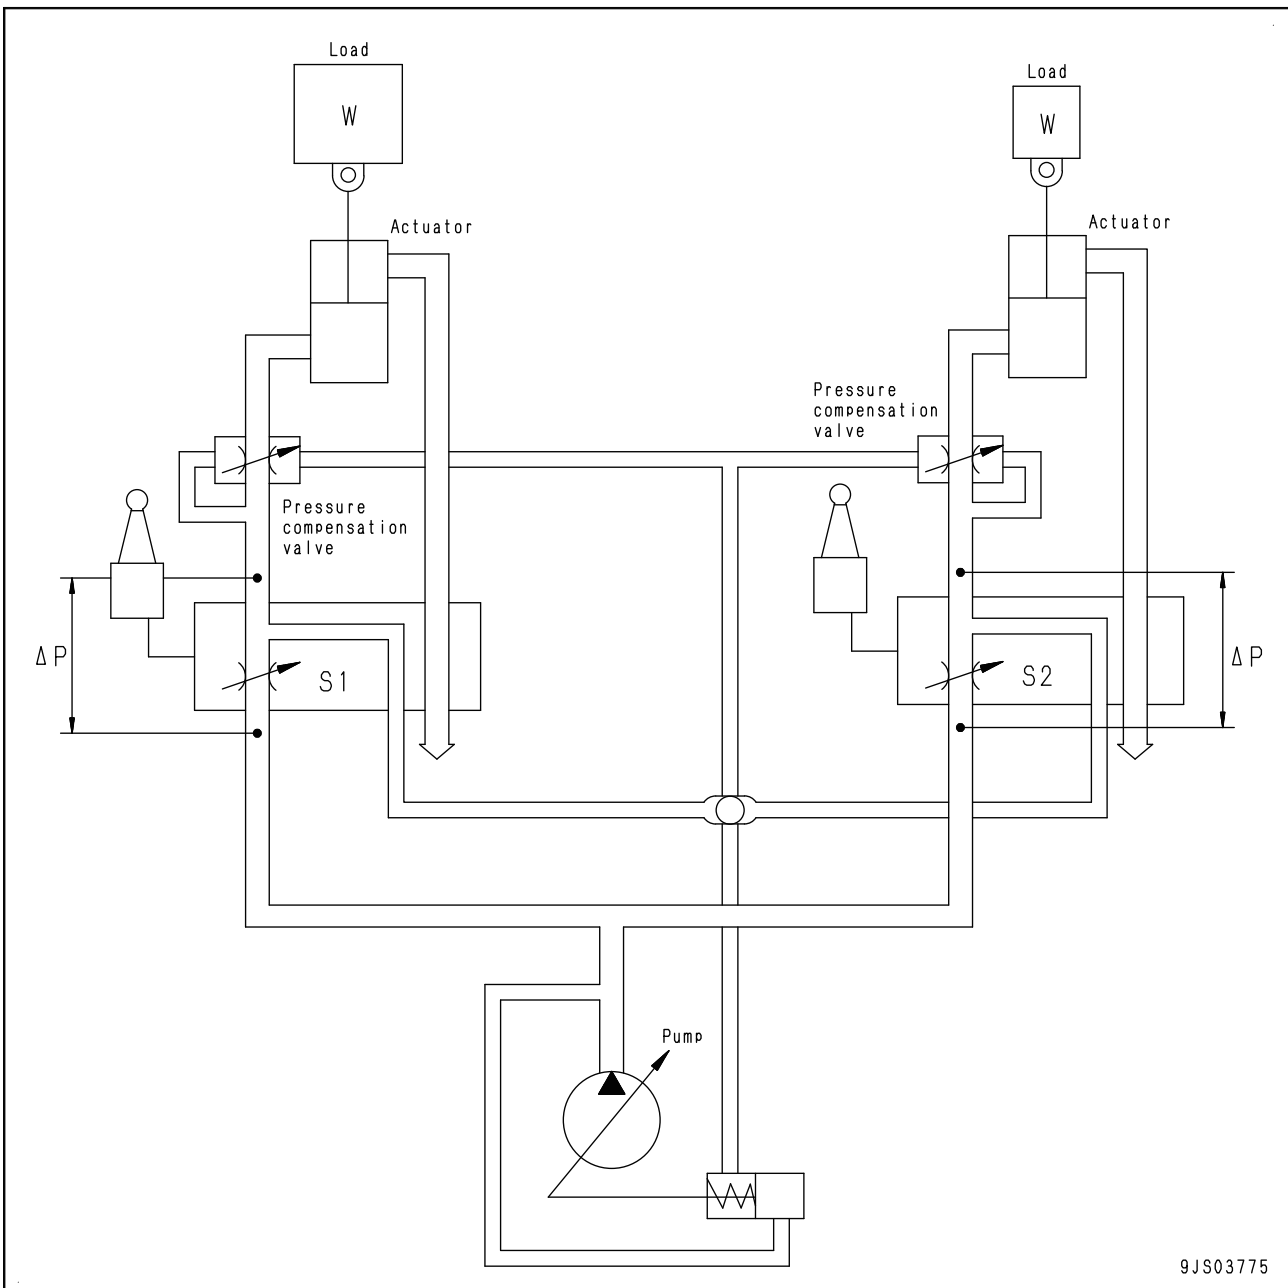 Load
W
Load
W
Actuator
Actuator
Pressure
compensation
valve
Pressure
compensation
valve
ΔP
S1
S2
ΔP
Pump
9JS03775